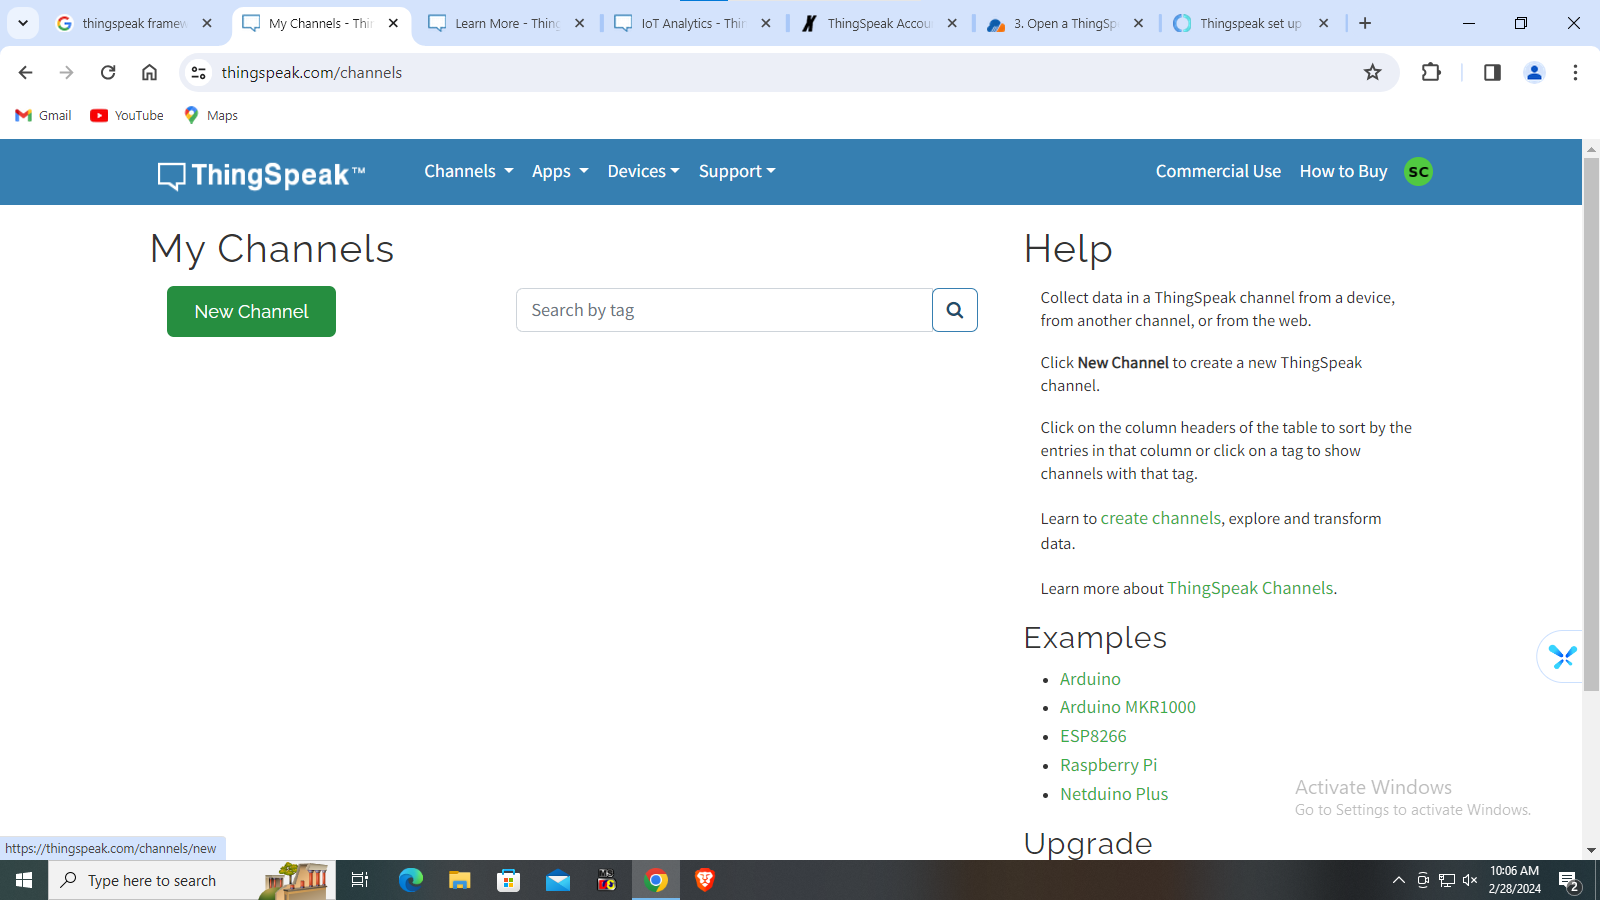 thingspeak framew
My Channels - Thin
Learn More - Thing
IoT Analytics - Thin
ThingSpeak Accou
3. Open a ThingSp
Thingspeak set up
thingspeak.com/channels
Gmail
YouTube
Maps
ThingSpeak™
Channels
Apps
Devices
Support
Commercial Use
How to Buy
SC
My Channels
New Channel
Search by tag
Help
Collect data in a ThingSpeak channel from a device,
from another channel, or from the web.
Click New Channel to create a new ThingSpeak
channel.
Click on the column headers of the table to sort by the
entries in that column or click on a tag to show
channels with that tag.
Learn to create channels, explore and transform
data.
Learn more about ThingSpeak Channels.
Examples
• Arduino
• Arduino MKR1000
• ESP8266
• Raspberry Pi
• Netduino Plus
Activate Windows
Go to Settings to activate Windows.
Upgrade
https://thingspeak.com/channels/new
Type here to search
10:06 AM
2/28/2024
2